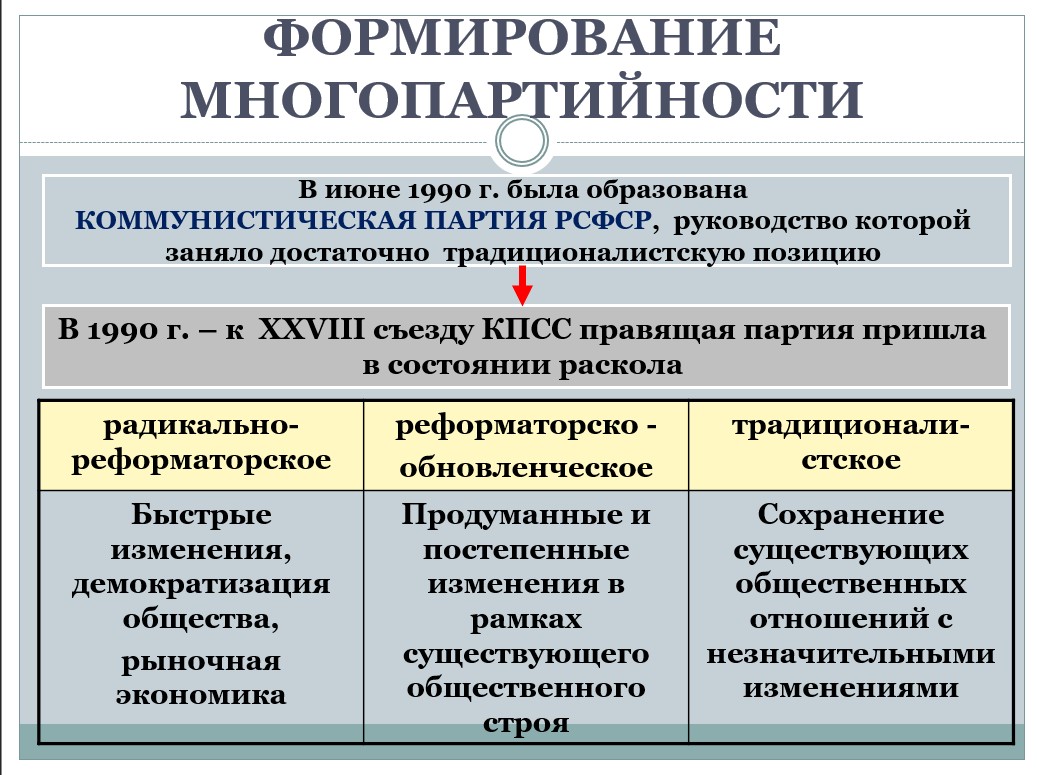 ФОРМИРОВАНИЕ
МНОГОПАРТИЙНОСТИ
В июне 1990 г. была образована
КОММУНИСТИЧЕСКАЯ ПАРТИЯ РСФСР, руководство которой
заняло достаточно традиционалистскую позицию
В 1990 г. – к XXVIII съезду КПСС правящая партия пришла
в состоянии раскола
радикально-
реформаторское
реформаторско -
обновленческое
традиционали-
стское
Быстрые
изменения,
демократизация
общества,
рыночная
экономика
Продуманные и
постепенные
изменения в
рамках
существующего
общественного
строя
Сохранение
существующих
общественных
отношений с
незначительными
изменениями